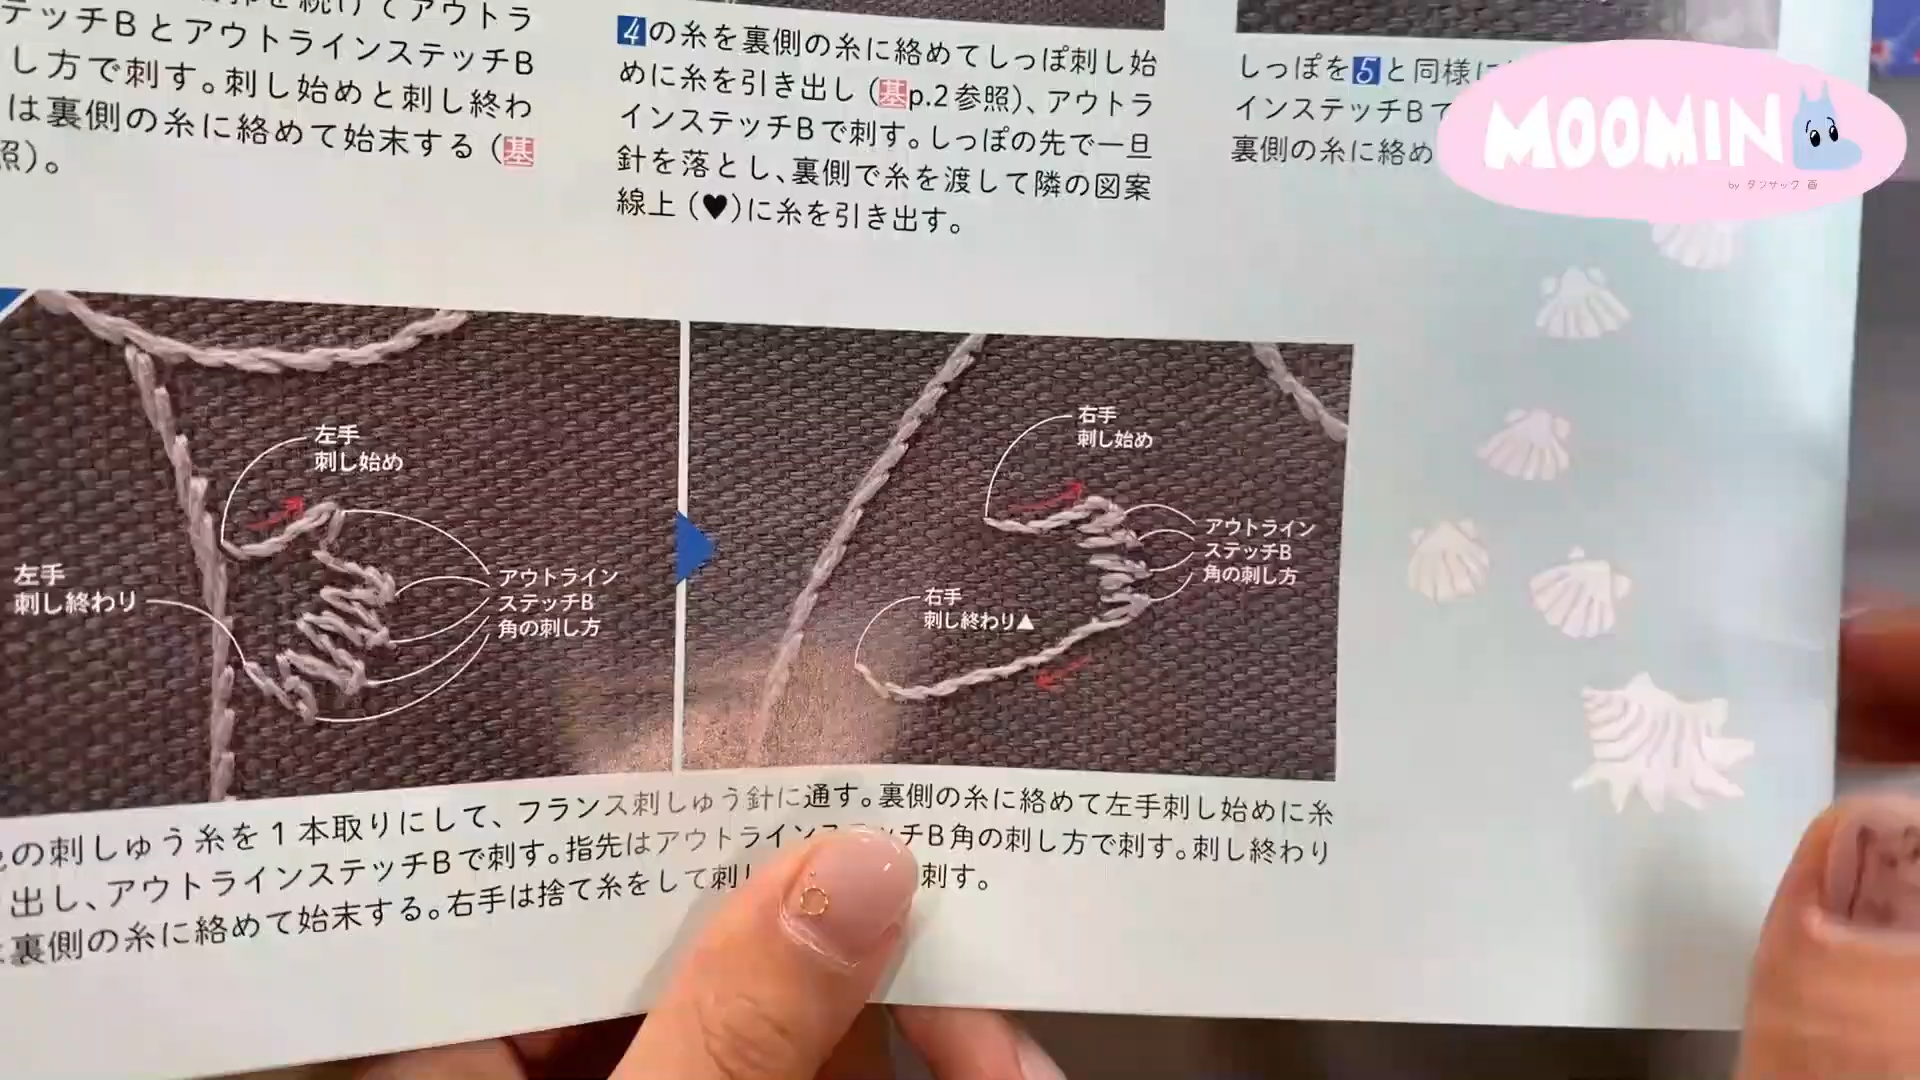 続けてアウトラ
テッチBとアウトラインステッチB
し方で刺す。刺し始めと刺し終わ
は裏側の糸に絡めて始末する（基
照）。
4の糸を裏側の糸に絡めてしっぽ刺し始
めに糸を引き出し（基p.2参照）、アウトラ
インステッチBで刺す。しっぽの先で一旦
針を落とし、裏側で糸を渡して隣の図案
線上（♥）に糸を引き出す。
しっぽを5と同様に
インステッチBで
裏側の糸に絡め
MOOMIN
by タンサック 画
左手
刺し始め
左手
刺し終わり
アウトライン
ステッチB
角の刺し方
右手
刺し始め
アウトライン
ステッチB
角の刺し方
右手
刺し終わり▲
の刺しゅう糸を1本取りにして、フランス刺しゅう針に通す。裏側の糸に絡めて左手刺し始めに糸
出し、アウトラインステッチBで刺す。指先はアウトラインステッチB角の刺し方で刺す。刺し終わり
裏側の糸に絡めて始末する。右手は捨て糸をして刺し 刺す。